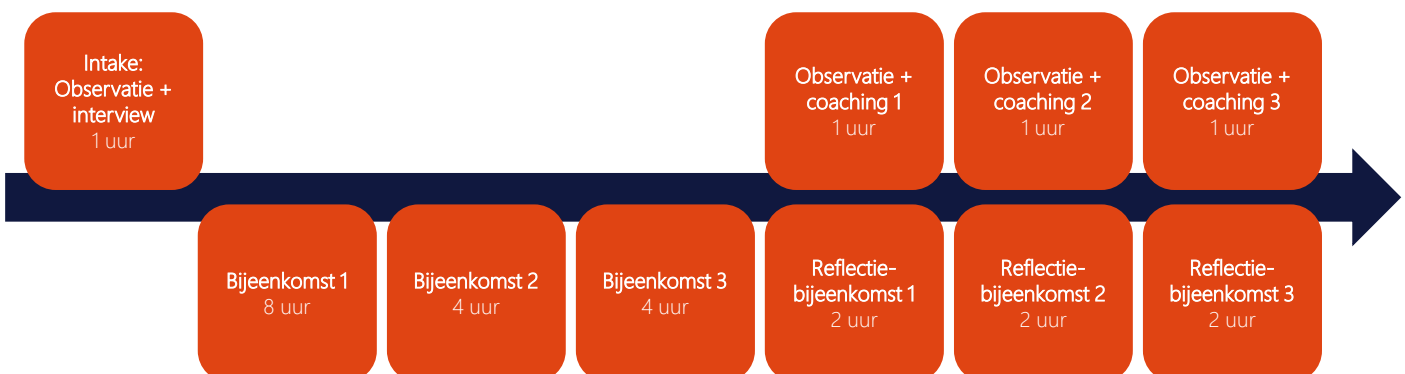 Intake:
Observatie +
interview
1 uur
Observatie +
coaching 1
1 uur
Observatie +
coaching 2
1 uur
Observatie +
coaching 3
1 uur
Bijeenkomst 1
8 uur
Bijeenkomst 2
4 uur
Bijeenkomst 3
4 uur
Reflectie-
bijeenkomst 1
2 uur
Reflectie-
bijeenkomst 2
2 uur
Reflectie-
bijeenkomst 3
2 uur